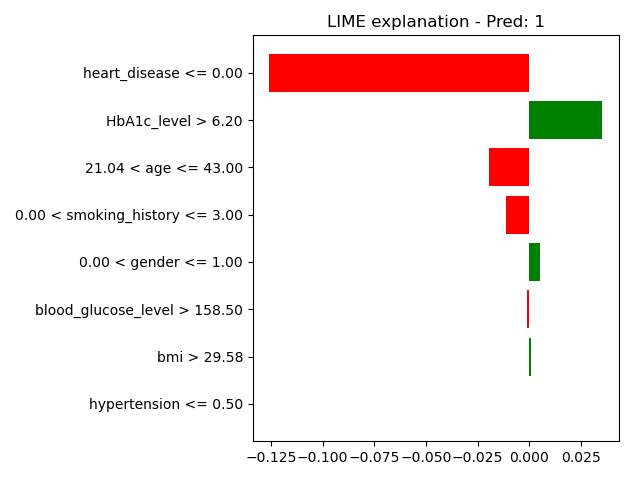 LIME explanation - Pred: 1
heart_disease <= 0.00
HbA1c_level > 6.20
21.04 < age <= 43.00
0.00 < smoking_history <= 3.00
0.00 < gender <= 1.00
blood_glucose_level > 158.50
bmi > 29.58
hypertension <= 0.50
−0.125 −0.100 −0.075 −0.050 −0.025 0.000 0.025